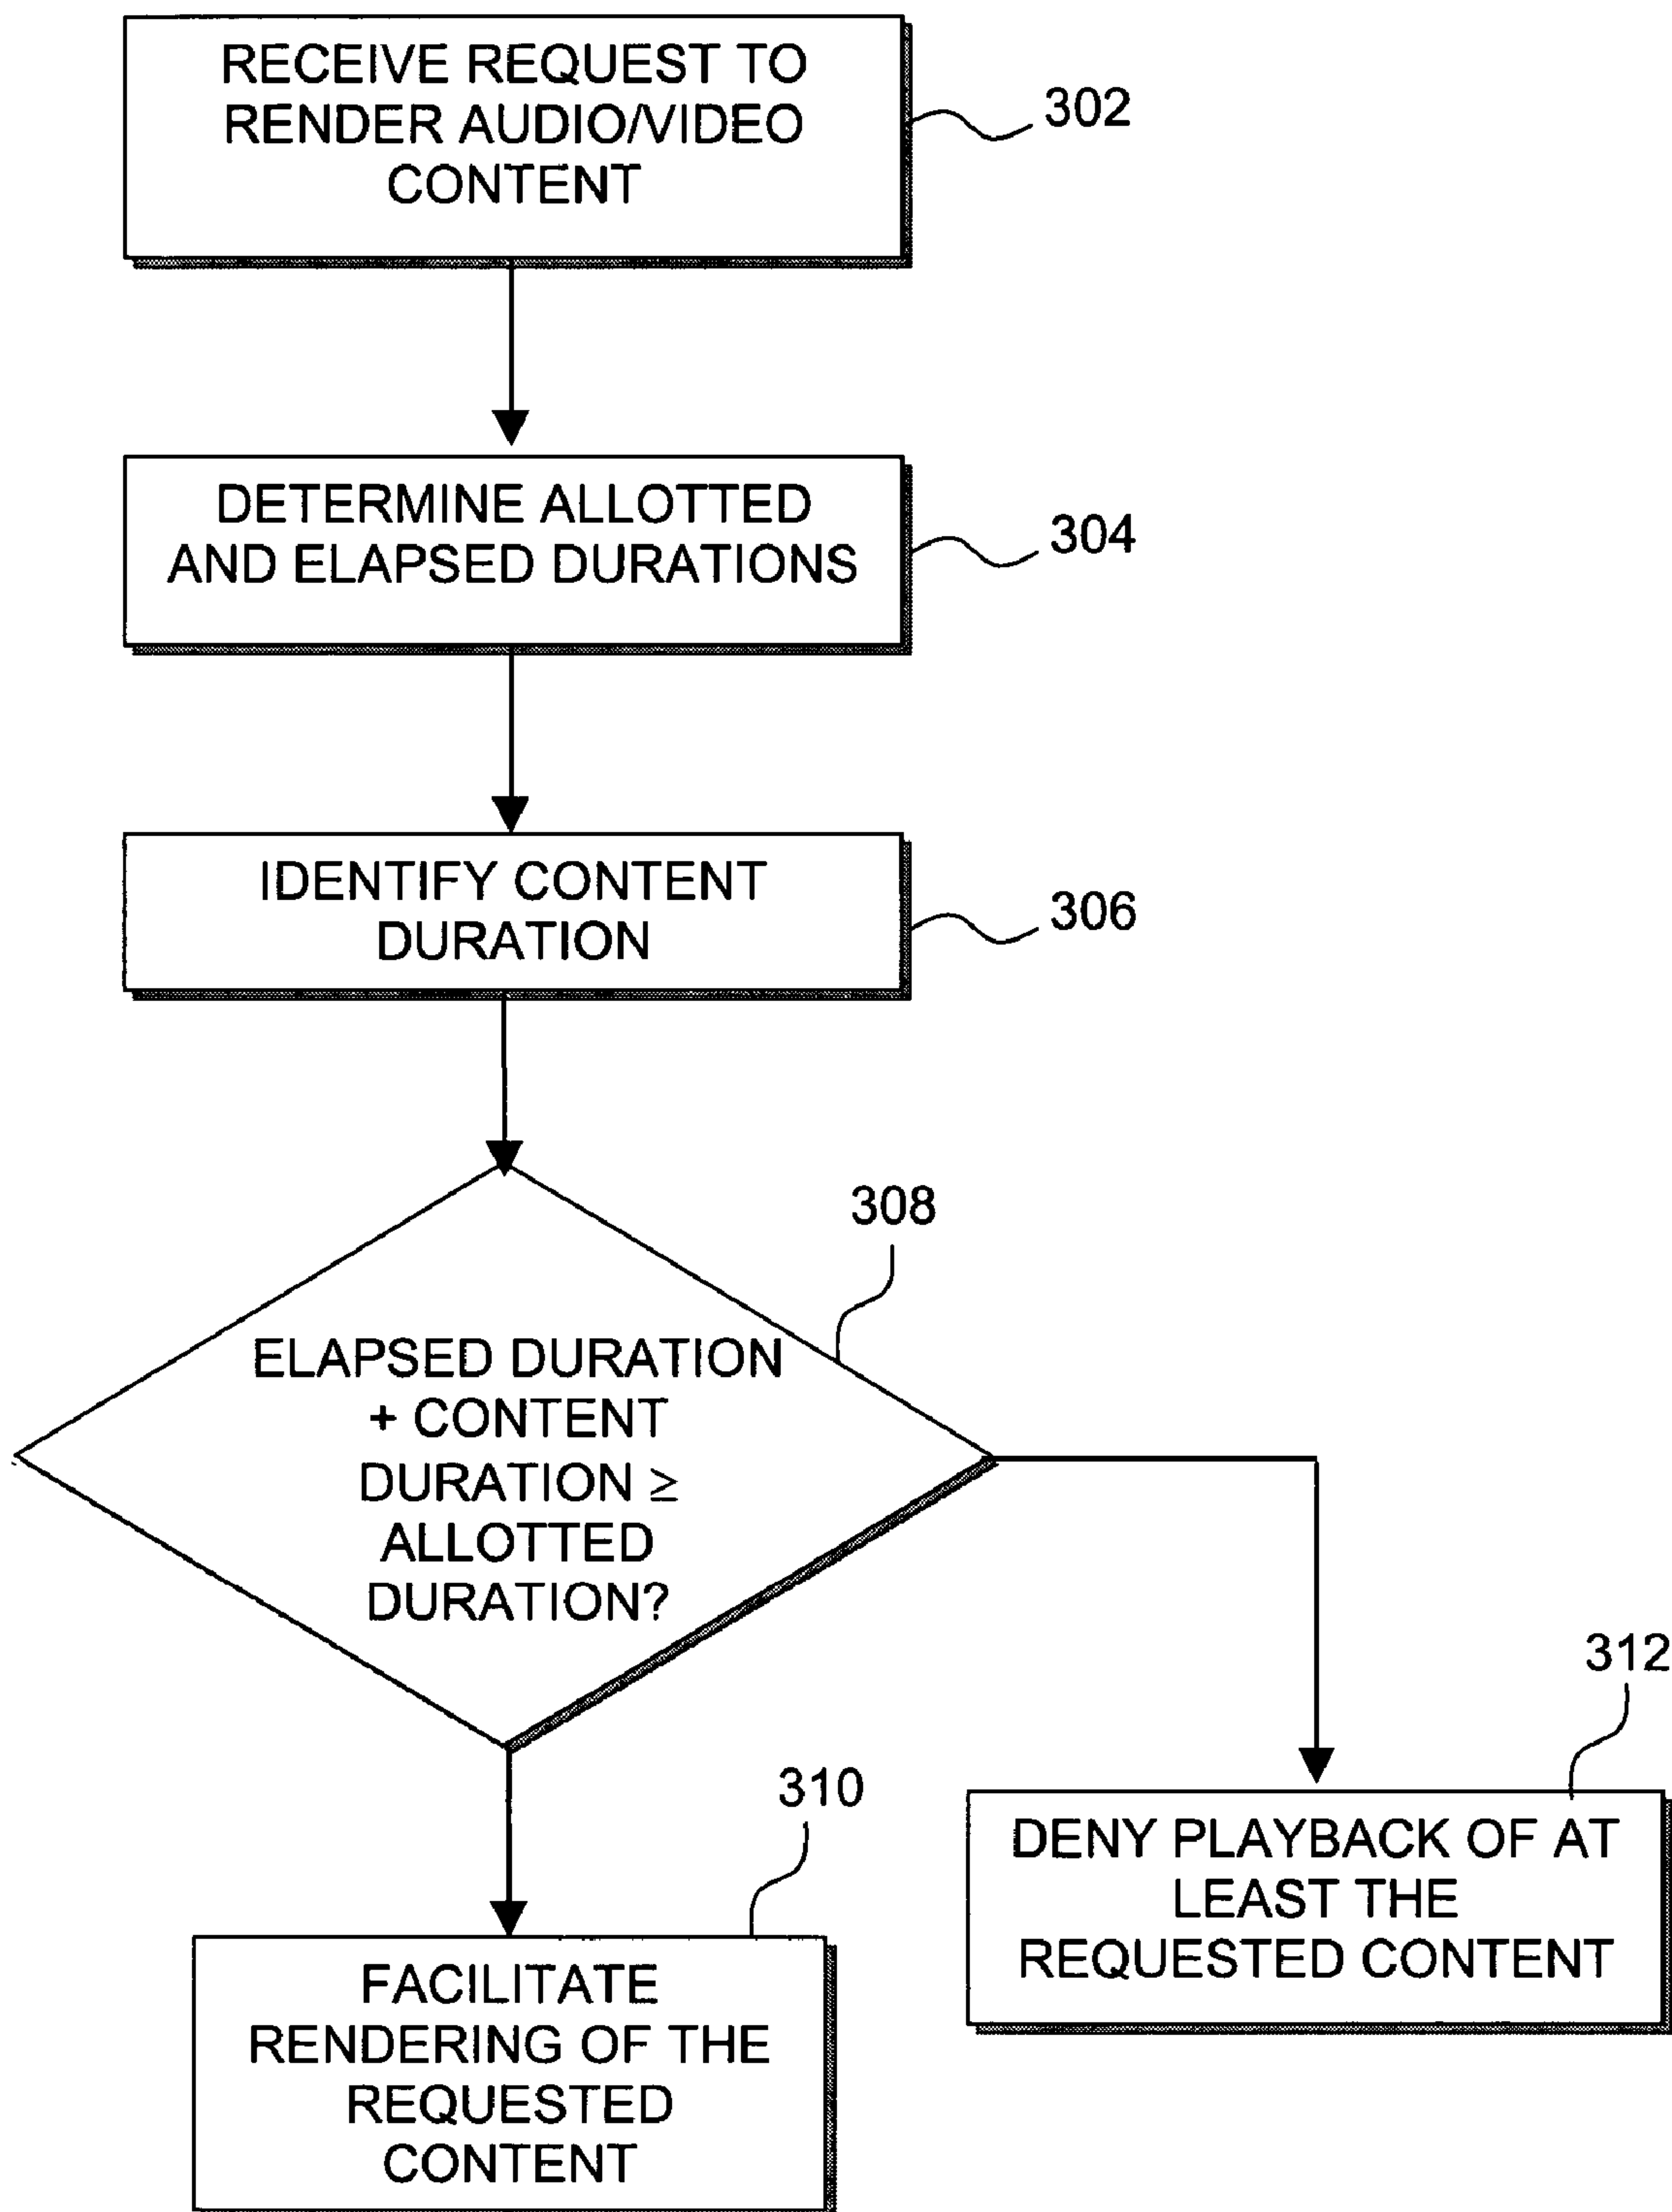 RECEIVE REQUEST TO
RENDER AUDIO/VIDEO
CONTENT
302
DETERMINE ALLOTTED
AND ELAPSED DURATIONS
304
IDENTIFY CONTENT
DURATION
306
308
ELAPSED DURATION
+ CONTENT
DURATION ≥
ALLOTTED
DURATION?
312
DENY PLAYBACK OF AT
LEAST THE
REQUESTED CONTENT
310
FACILITATE
RENDERING OF THE
REQUESTED
CONTENT